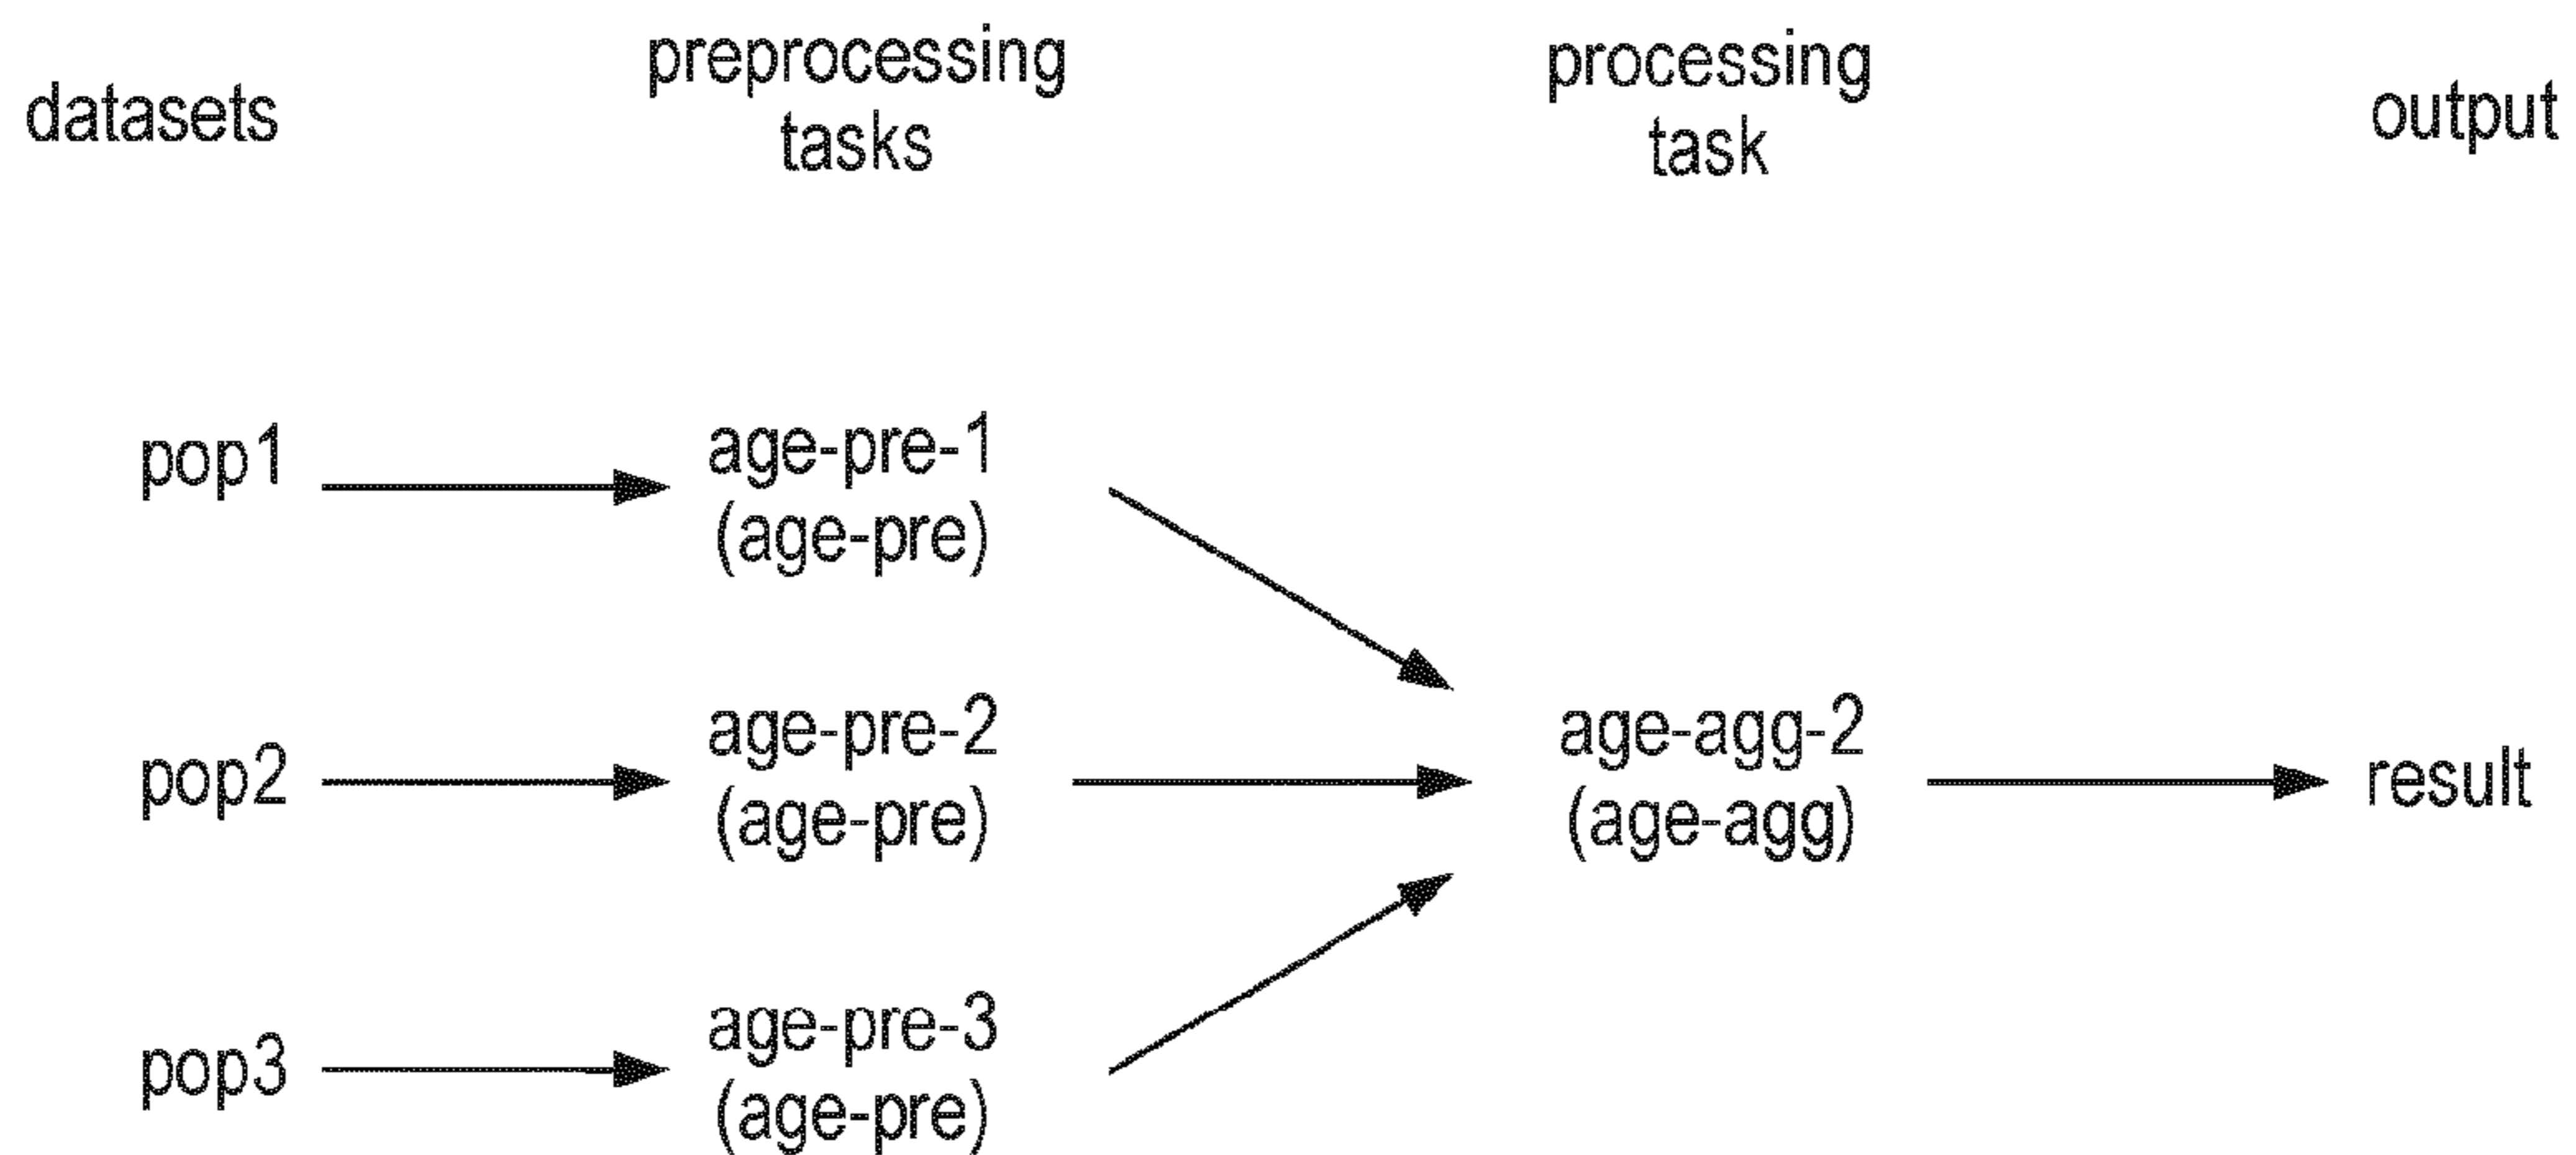 datasets
preprocessing
tasks
processing
task
output
pop1
age-pre-1
(age-pre)
pop2
age-pre-2
(age-pre)
age-agg-2
(age-agg)
result
pop3
age-pre-3
(age-pre)